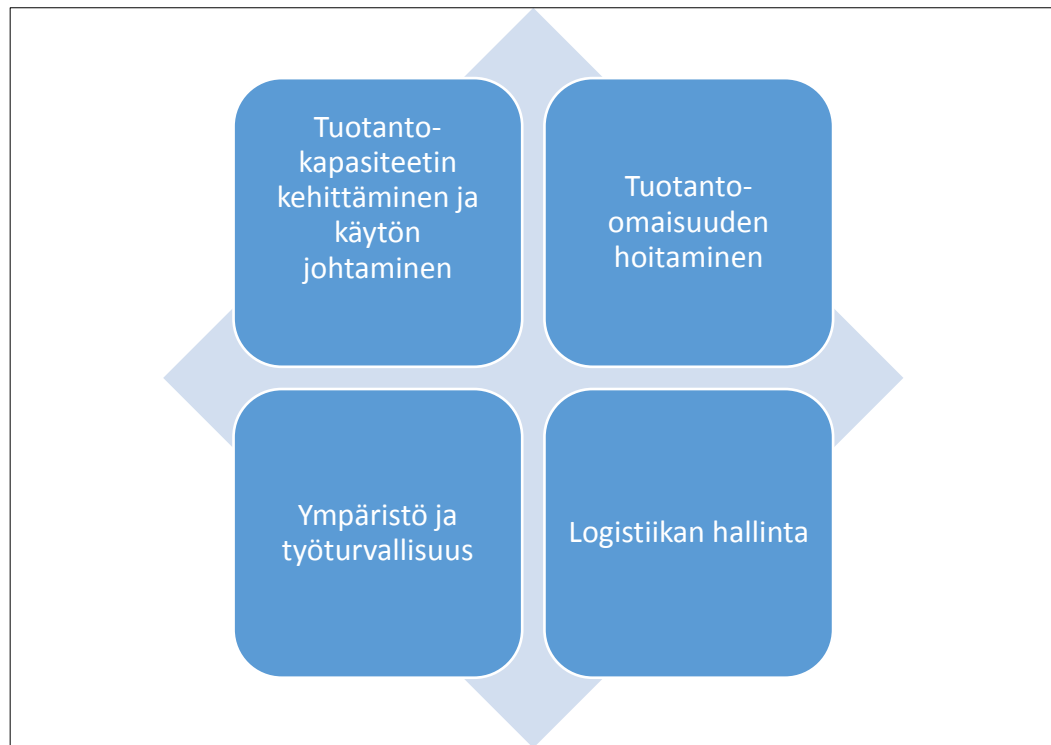 Tuotanto-
kapasiteetin
kehittäminen ja
käytön
johtaminen
Tuotanto-
omaisuuden
hoitaminen
Ympäristö ja
työturvallisuus
Logistiikan hallinta